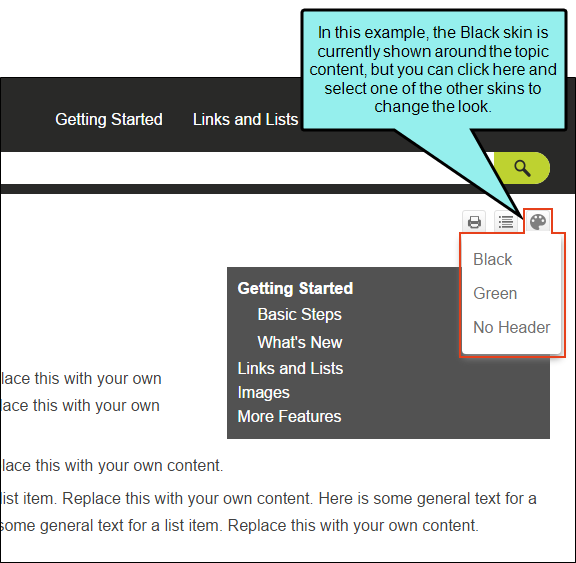 In this example, the Black skin is
currently shown around the topic
content, but you can click here and
select one of the other skins to
change the look.
Getting Started
Links and Lists
Black
Green
No Header
Getting Started
Basic Steps
What's New
Links and Lists
Images
More Features
place this with your own
lace this with your own
lace this with your own content.
list item. Replace this with your own content. Here is some general text for a
some general text for a list item. Replace this with your own content.